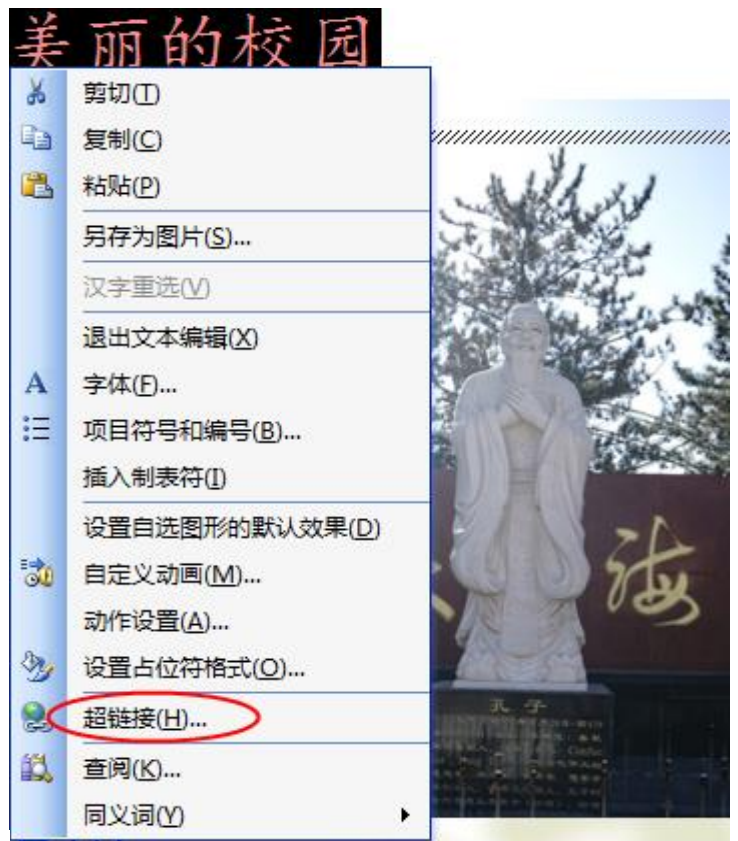 美丽的校园
剪切(T)
复制(C)
粘贴(P)
另存为图片(S)...
汉字重选(V)
退出文本编辑(X)
字体(F)...
项目符号和编号(B)...
插入制表符(I)
设置自选图形的默认效果(D)
自定义动画(M)...
动作设置(A)...
设置占位符格式(O)...
超链接(H)...
查阅(K)...
同义词(Y)
海
孔子